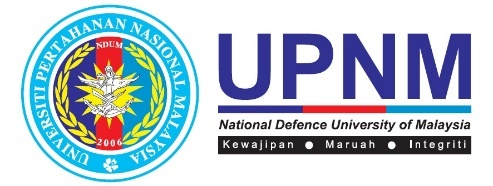 UNIVERSITI PERTAHANAN NASIONAL MALAYSIA
NDUM
2006
UPNM
National Defence University of Malaysia
Kewajipan ● Maruah ● Integriti